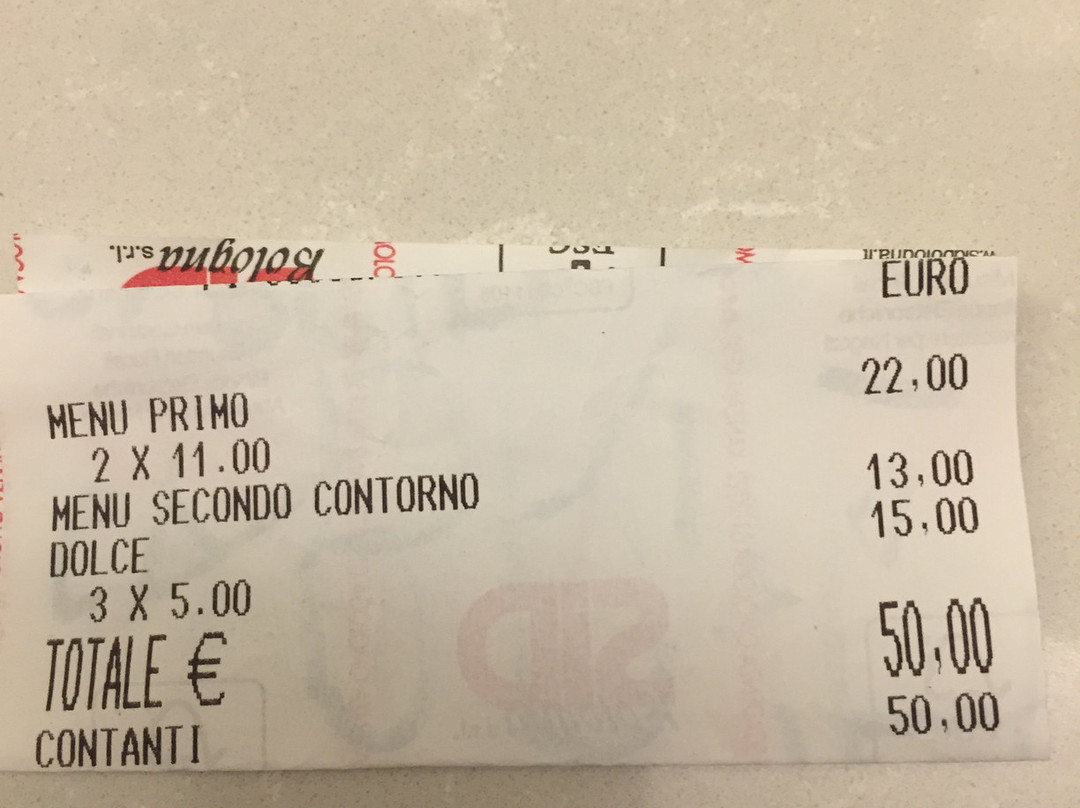 Bologna s.r.l.
EURO
22,00
MENU PRIMO
2 X 11.00
MENU SECONDO CONTORNO 13,00
DOLCE 15,00
3 X 5.00
TOTALE € 50,00
CONTANTI 50,00
SID